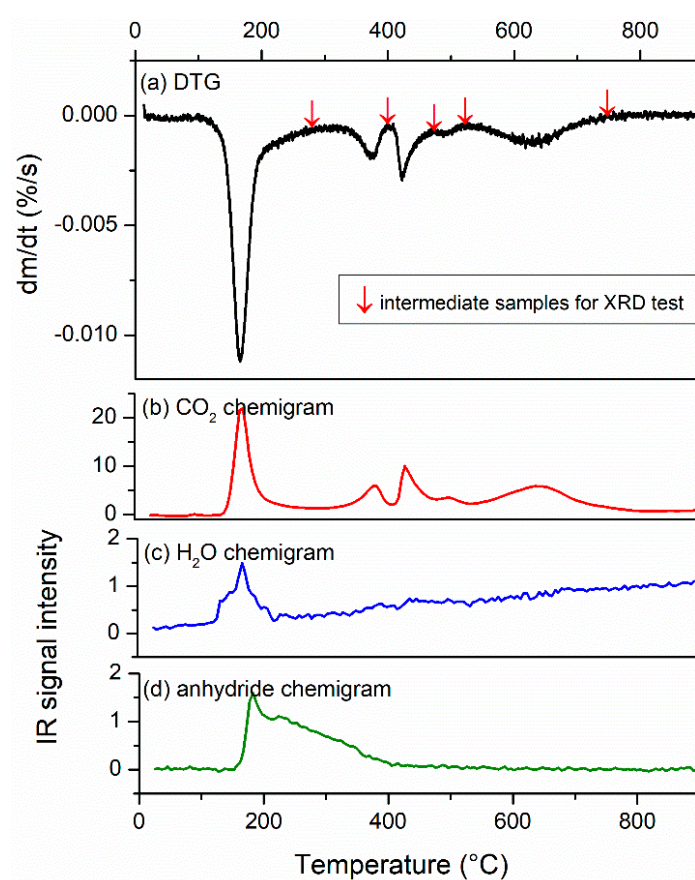 0 200 400 600 800
(a) DTG
0.000
-0.005
-0.010
dm/dt (%/s)
intermediate samples for XRD test
(b) CO₂ chemigram
20
10
0
(c) H₂O chemigram
2
1
0
(d) anhydride chemigram
2
1
0
IR signal intensity
0 200 400 600 800
Temperature (°C)